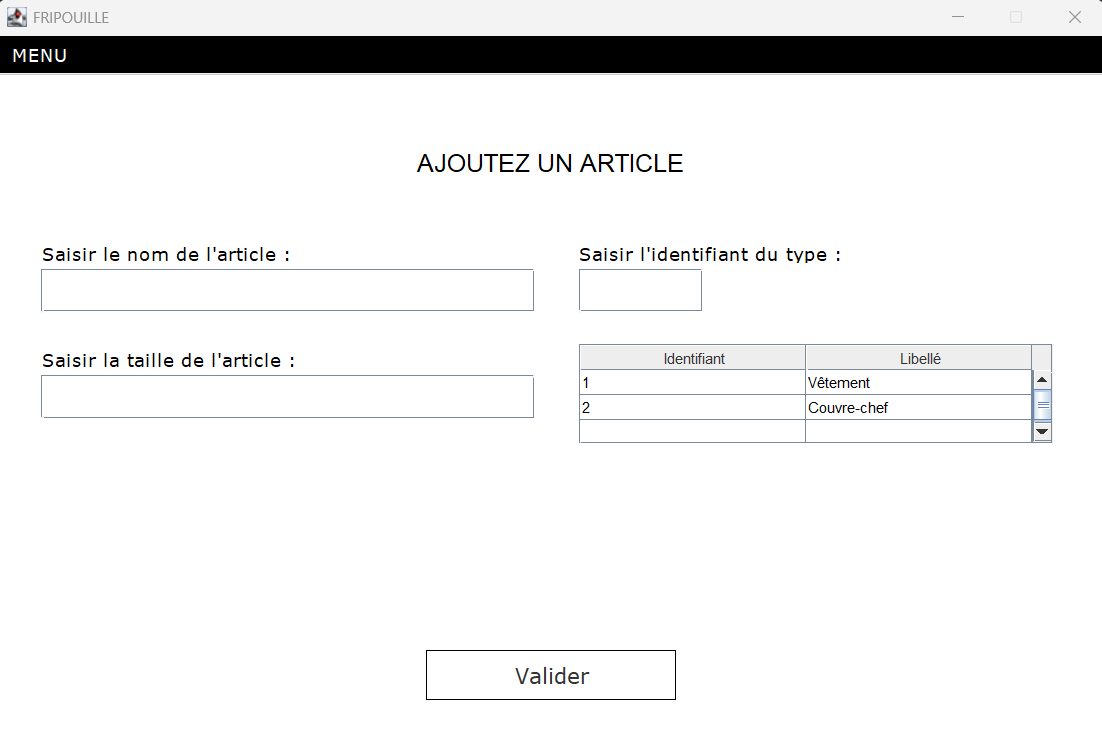 FRIPOUILLE
MENU
AJOUTEZ UN ARTICLE
Saisir le nom de l'article :
Saisir l'identifiant du type :
Saisir la taille de l'article :
Identifiant Libellé
1 Vêtement
2 Couvre-chef
Valider